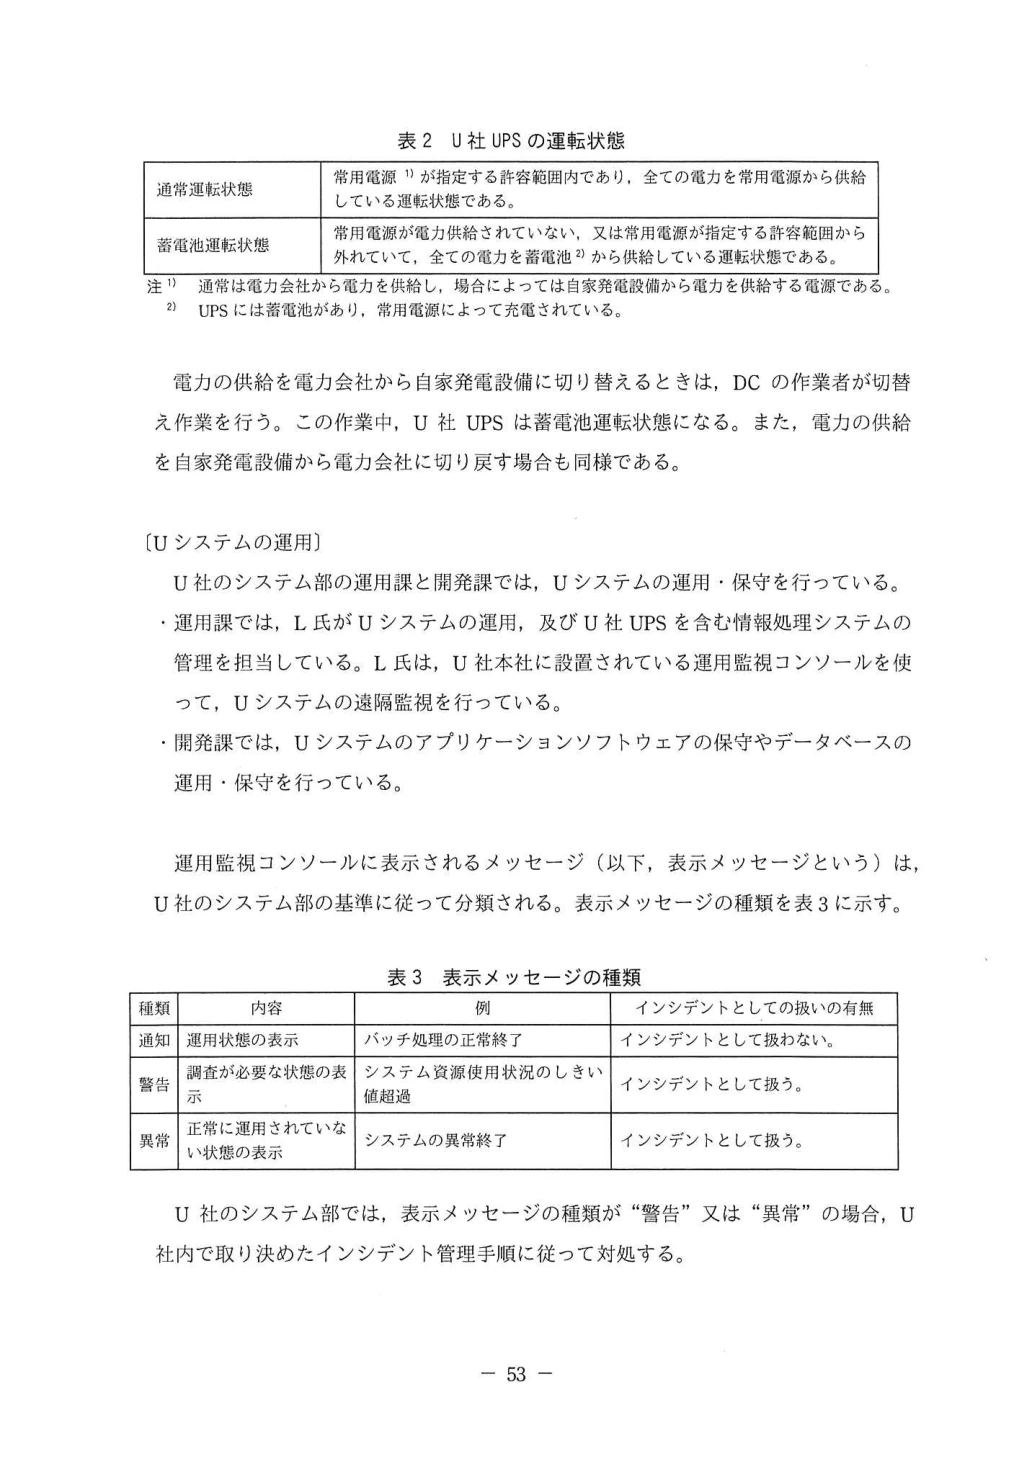 表２　U 社 UPS の運転状態
通常運転状態
常用電源 1) が指定する許容範囲内であり，全ての電力を常用電源から供給
している運転状態である。
蓄電池運転状態
常用電源が電力供給されていない，又は常用電源が指定する許容範囲から
外れていて，全ての電力を蓄電池 2) から供給している運転状態である。
注 1)　通常は電力会社から電力を供給し，場合によっては自家発電設備から電力を供給する電源である。
2)　UPS には蓄電池があり，常用電源によって充電されている。
電力の供給を電力会社から自家発電設備に切り替えるときは，DC の作業者が切替
え作業を行う。この作業中，U 社 UPS は蓄電池運転状態になる。また，電力の供給
を自家発電設備から電力会社に切り戻す場合も同様である。
〔U システムの運用〕
U 社のシステム部の運用課と開発課では，U システムの運用・保守を行っている。
・運用課では，L 氏が U システムの運用，及び U 社 UPS を含む情報処理システムの
管理を担当している。L 氏は，U 社本社に設置されている運用監視コンソールを使
って，U システムの遠隔監視を行っている。
・開発課では，U システムのアプリケーションソフトウェアの保守やデータベースの
運用・保守を行っている。
運用監視コンソールに表示されるメッセージ（以下，表示メッセージという）は，
U 社のシステム部の基準に従って分類される。表示メッセージの種類を表 3 に示す。
表３　表示メッセージの種類
種類　内容　例　インシデントとしての扱いの有無
通知　運用状態の表示　バッチ処理の正常終了　インシデントとして扱わない。
警告　調査が必要な状態の表　システム資源使用状況のしきい　インシデントとして扱う。
示　値超過
異常　正常に運用されていな　システムの異常終了　インシデントとして扱う。
い状態の表示
U 社のシステム部では，表示メッセージの種類が“警告”又は“異常”の場合，U
社内で取り決めたインシデント管理手順に従って対処する。
－ 53 －